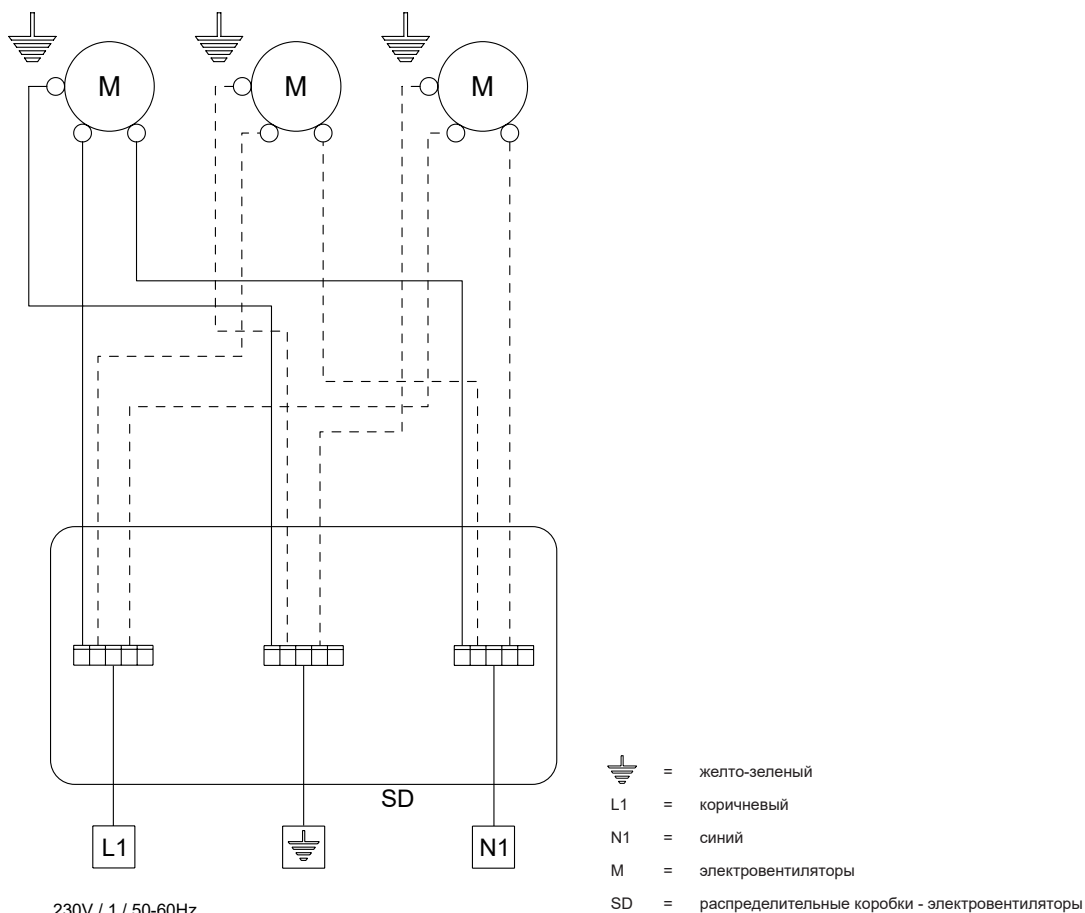 M M M
SD
L1 N1
230V / 1 / 50-60Hz
= желто-зеленый
L1 = коричневый
N1 = синий
M = электровентиляторы
SD = распределительные коробки - электровентиляторы